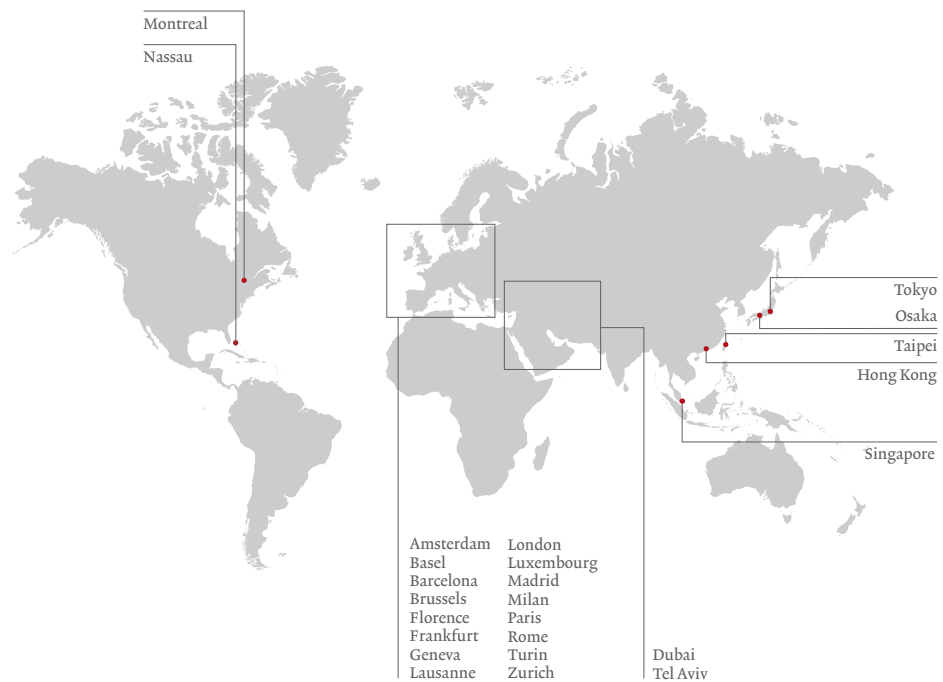 Montreal
Nassau
Tokyo
Osaka
Taipei
Hong Kong
Singapore
Amsterdam
Basel
Barcelona
Brussels
Florence
Frankfurt
Geneva
Lausanne
London
Luxembourg
Madrid
Milan
Paris
Rome
Turin
Zurich
Dubai
Tel Aviv